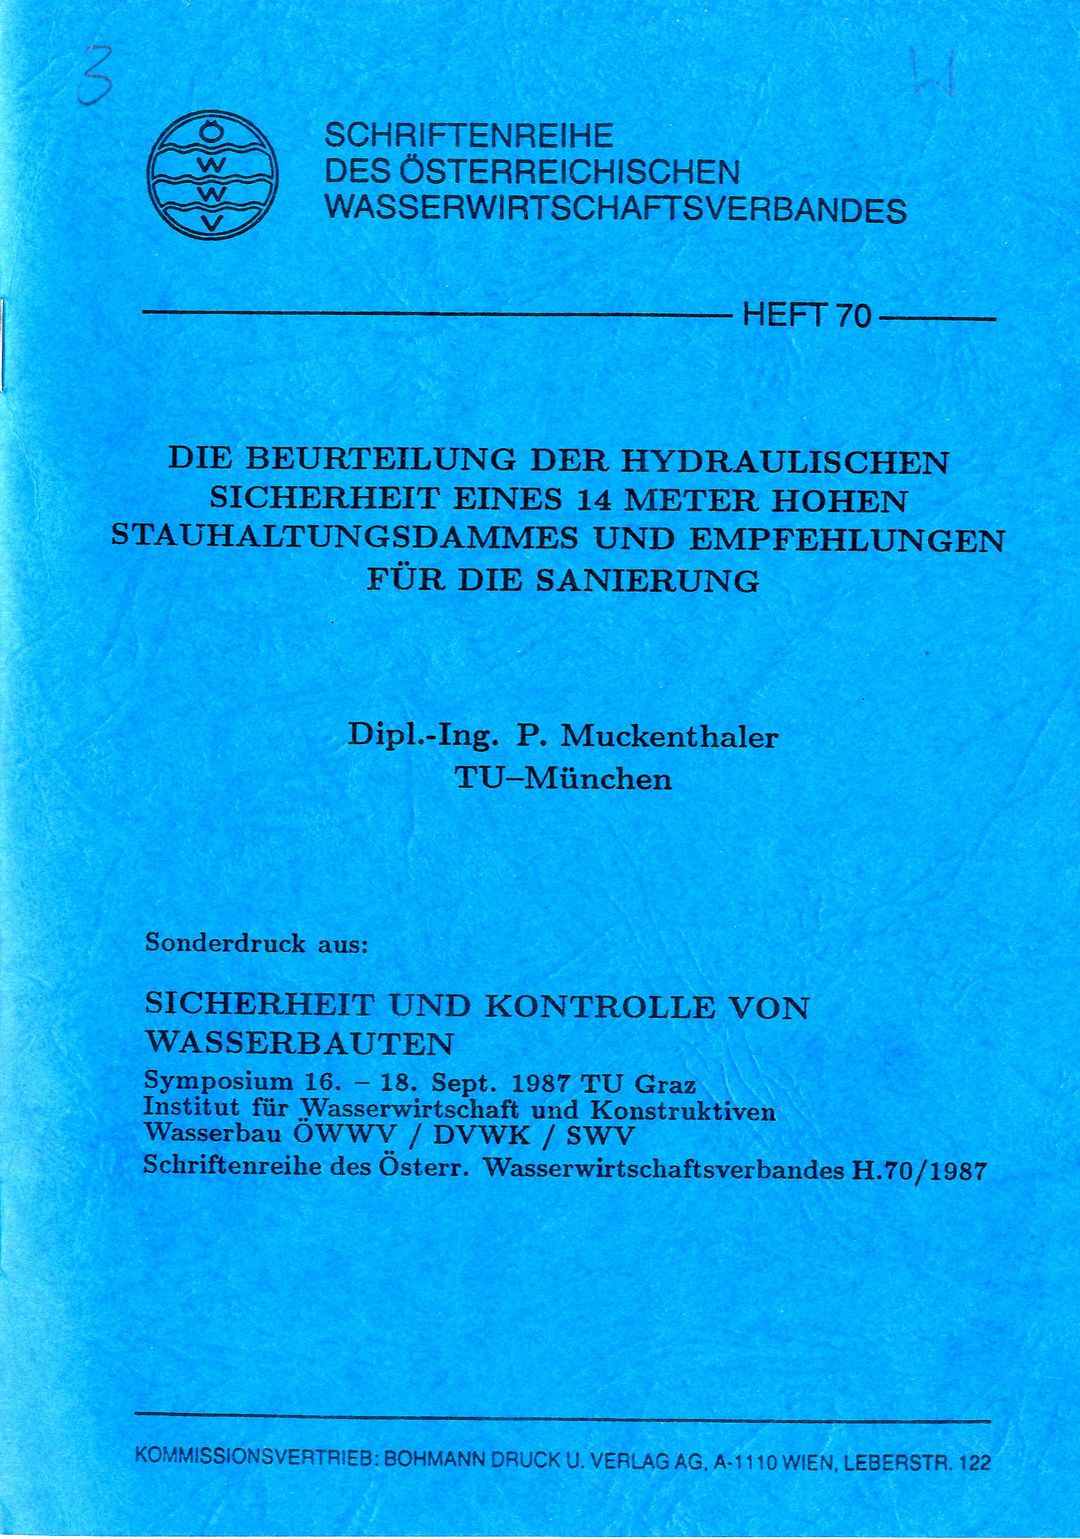 3
W
Ö
W
W
V
SCHRIFTENREIHE
DES ÖSTERREICHISCHEN
WASSERWIRTSCHAFTSVERBANDES
HEFT 70
DIE BEURTEILUNG DER HYDRAULISCHEN
SICHERHEIT EINES 14 METER HOHEN
STAUHALTUNGSDAMMES UND EMPFEHLUNGEN
FÜR DIE SANIERUNG
Dipl.-Ing. P. Muckenthaler
TU–München
Sonderdruck aus:
SICHERHEIT UND KONTROLLE VON
WASSERBAUTEN
Symposium 16. – 18. Sept. 1987 TU Graz
Institut für Wasserwirtschaft und Konstruktiven
Wasserbau ÖWWV / DVWK / SWV
Schriftenreihe des Österr. Wasserwirtschaftsverbandes H.70/1987
KOMMISSIONSVERTRIEB: BOHMANN DRUCK U. VERLAG AG, A-1110 WIEN, LEBERSTR. 122